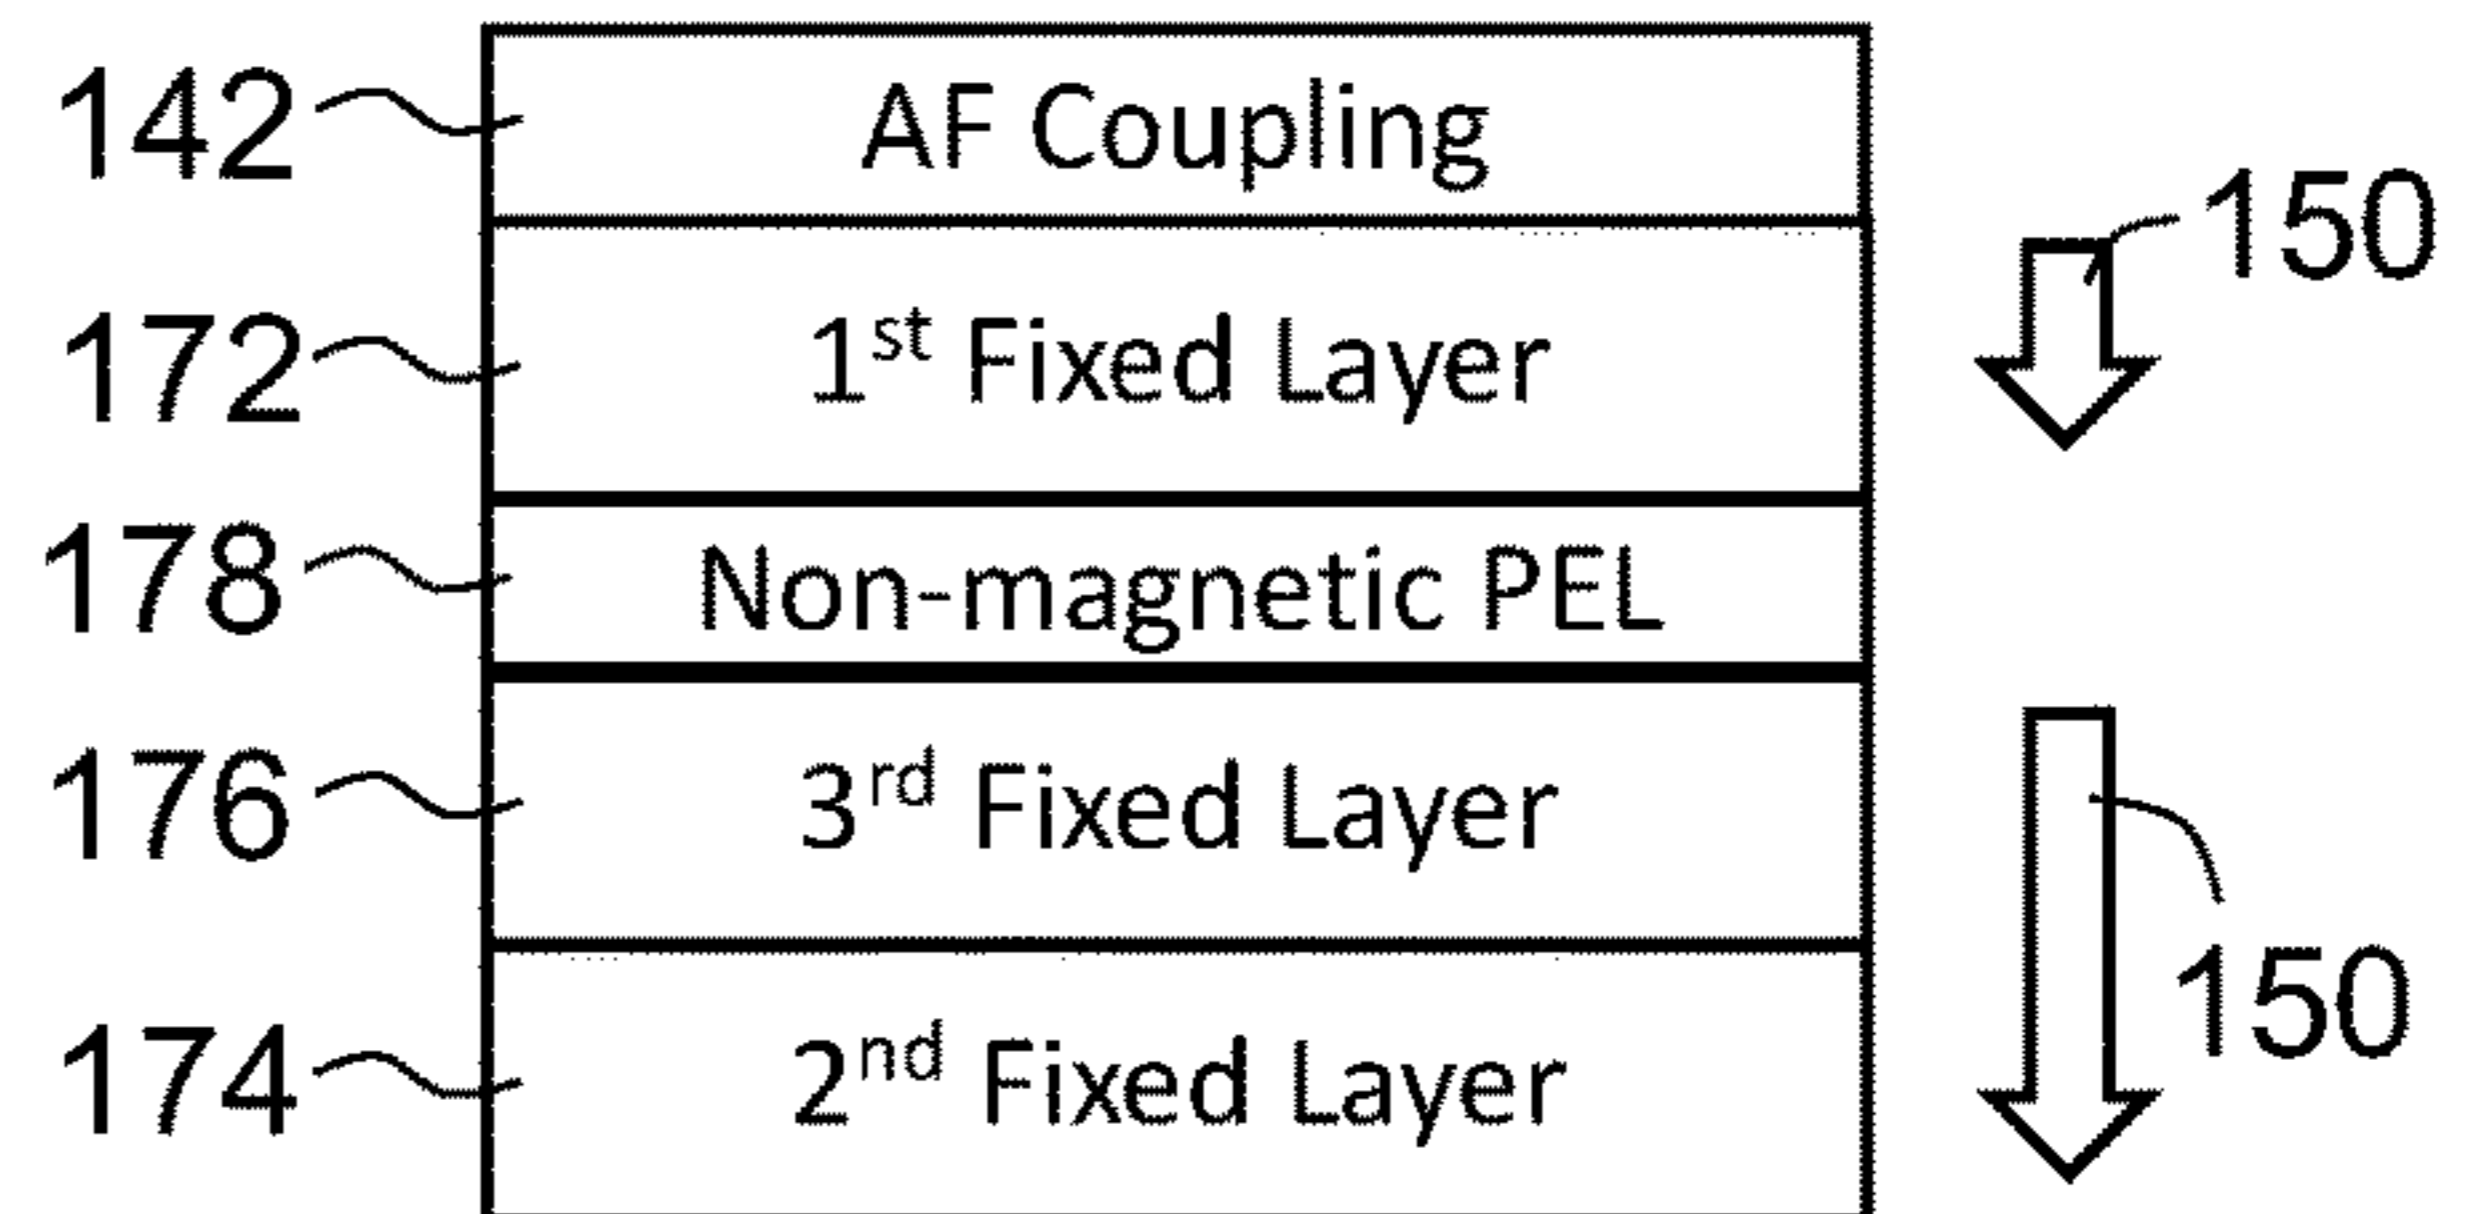 142 AF Coupling
150
172 1st Fixed Layer
178 Non-magnetic PEL
176 3rd Fixed Layer
150
174 2nd Fixed Layer